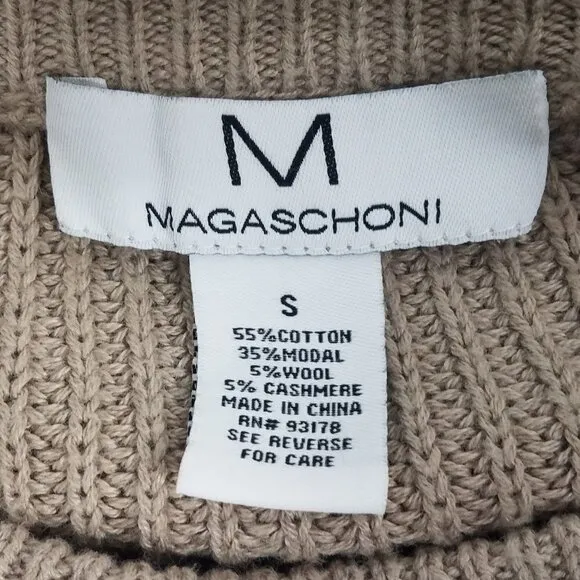 M
MAGASCHONI
S
55%COTTON
35%MODAL
5%WOOL
5% CASHMERE
MADE IN CHINA
RN# 93178
SEE REVERSE
FOR CARE